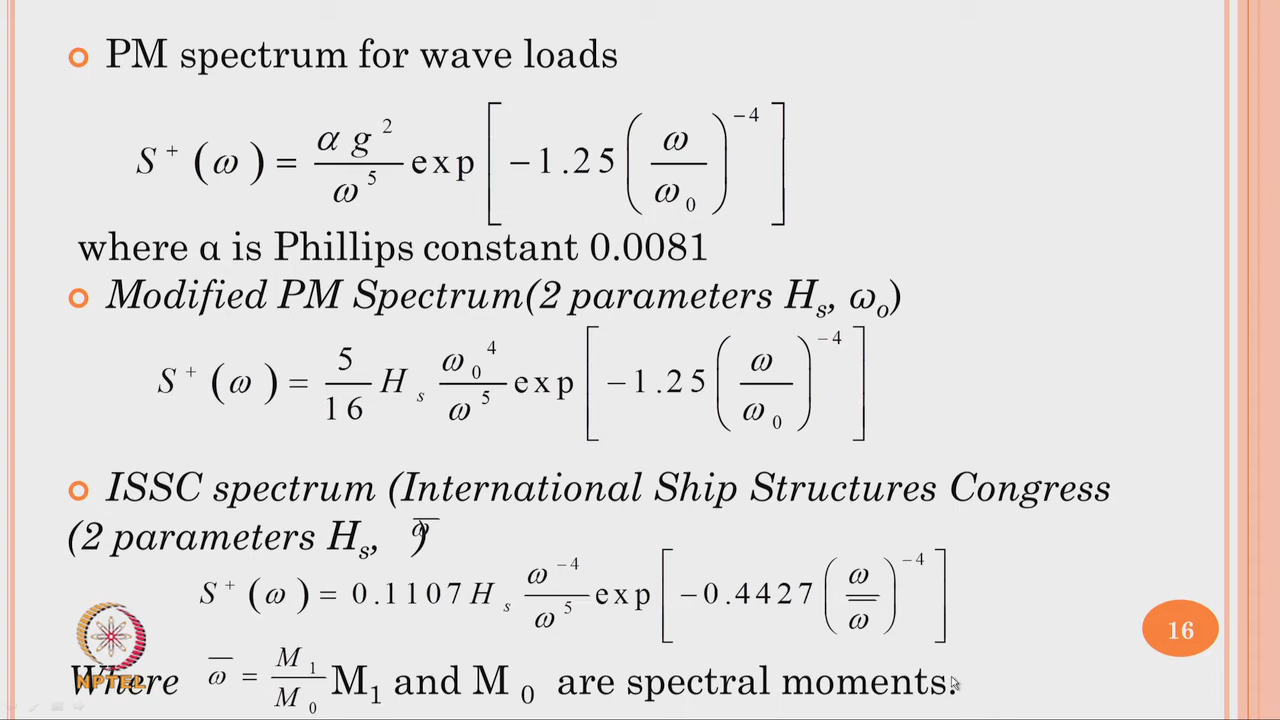 PM spectrum for wave loads
S⁺(ω) = αg²/ω⁵ exp[−1.25(ω/ω₀)⁻⁴]
where α is Phillips constant 0.0081
Modified PM Spectrum(2 parameters Hₛ, ωₒ)
S⁺(ω) = 5/16 Hₛ ω₀⁴/ω⁵ exp[−1.25(ω/ω₀)⁻⁴]
ISSC spectrum (International Ship Structures Congress
(2 parameters Hₛ, ω̅)
S⁺(ω) = 0.1107 Hₛ ω⁻⁴/ω⁵ exp[−0.4427(ω/ω̅)⁻⁴]
16
Where ω̅ = M₁/M₀ M₁ and M₀ are spectral moments.
NPTEL